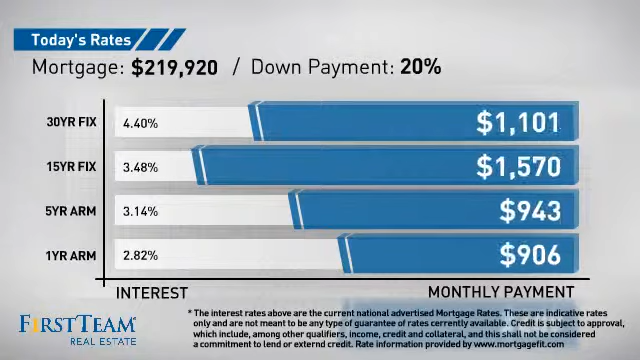 Today's Rates
Mortgage: $219,920 / Down Payment: 20%
30YR FIX 4.40% $1,101
15YR FIX 3.48% $1,570
5YR ARM 3.14% $943
1YR ARM 2.82% $906
INTEREST MONTHLY PAYMENT
* The interest rates above are the current national advertised Mortgage Rates. These are indicative rates
only and are not meant to be any type of guarantee of rates cerrently available. Credit is subject to approval,
which include, among other qualifiers, income, credit and collateral, and this shall not be considered
a commitment to lend or externd credit. Rate information provided by www.mortgagefit.com
FIRSTTEAM®
REAL ESTATE